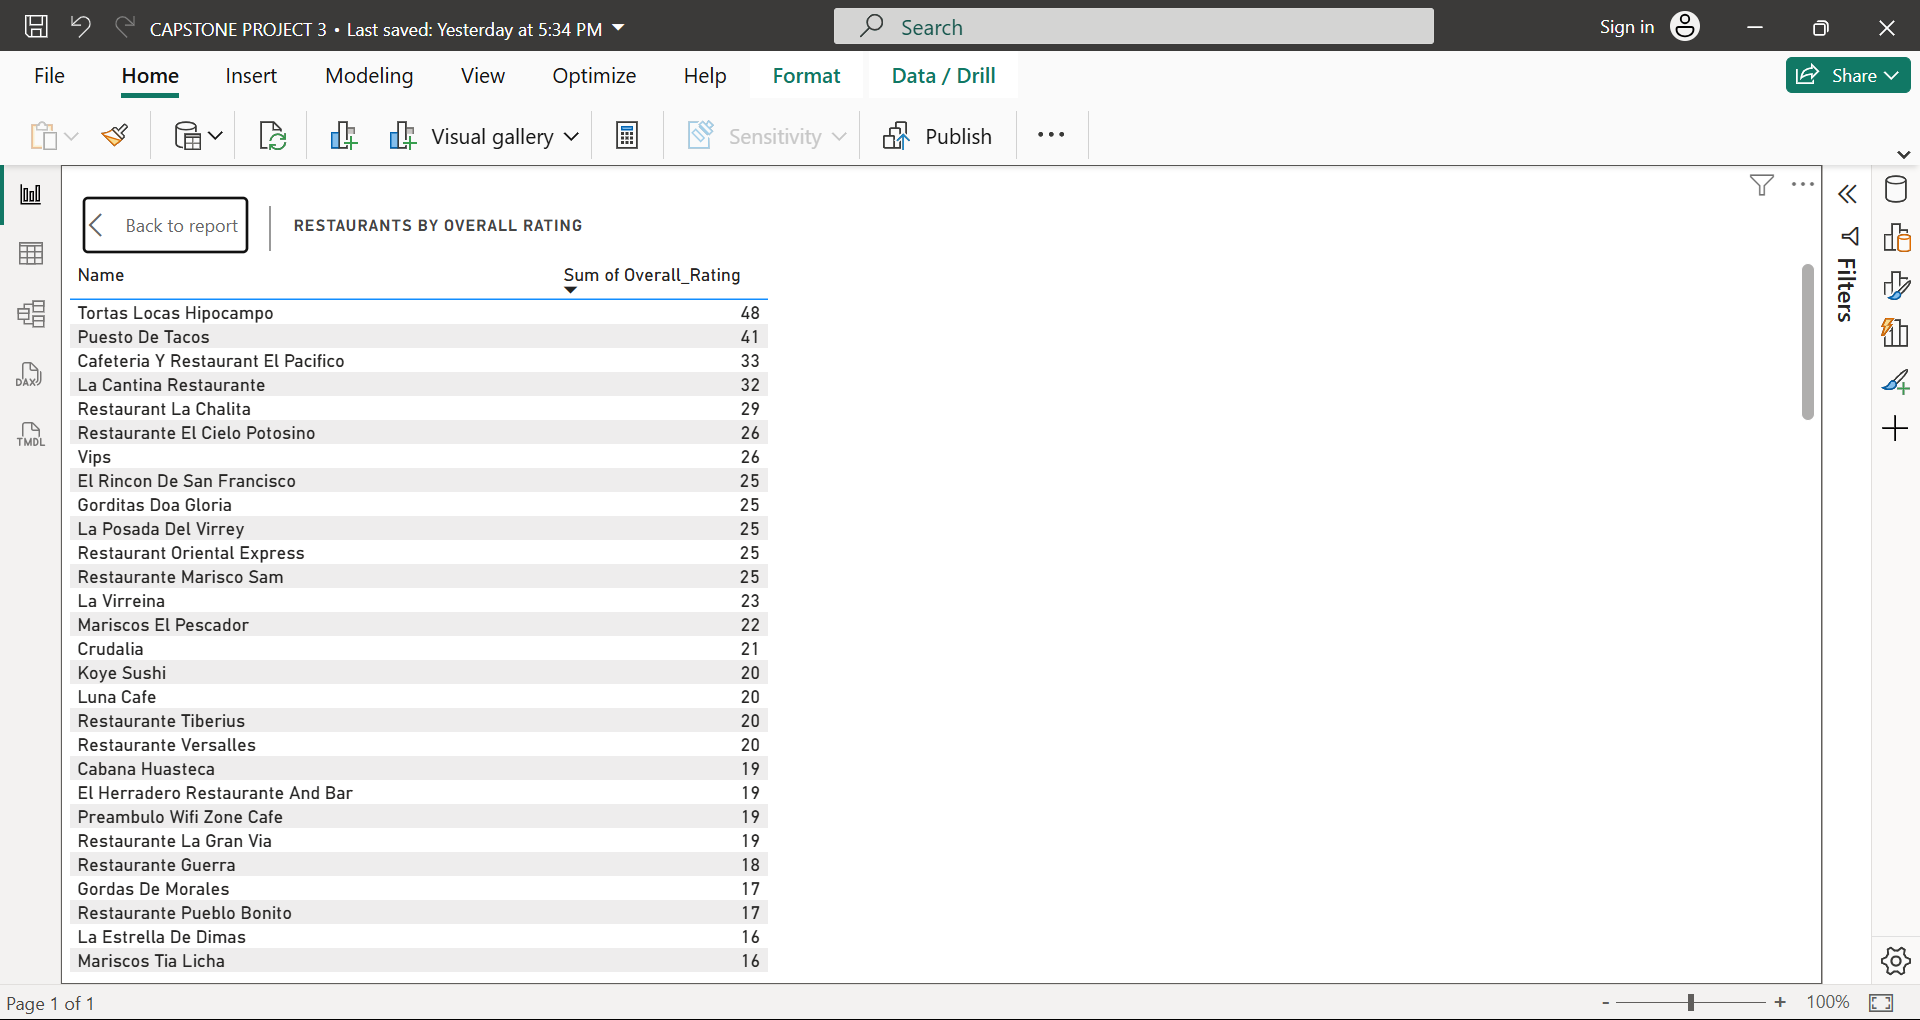 CAPSTONE PROJECT 3 • Last saved: Yesterday at 5:34 PM
Search
Sign in
File Home Insert Modeling View Optimize Help Format Data / Drill
Share
Visual gallery
Sensitivity
Publish
Back to report
RESTAURANTS BY OVERALL RATING
Name Sum of Overall_Rating
Tortas Locas Hipocampo 48
Puesto De Tacos 41
Cafeteria Y Restaurant El Pacifico 33
La Cantina Restaurante 32
Restaurant La Chalita 29
Restaurante El Cielo Potosino 26
Vips 26
El Rincon De San Francisco 25
Gorditas Doa Gloria 25
La Posada Del Virrey 25
Restaurant Oriental Express 25
Restaurante Marisco Sam 25
La Virreina 23
Mariscos El Pescador 22
Crudalia 21
Koye Sushi 20
Luna Cafe 20
Restaurante Tiberius 20
Restaurante Versalles 20
Cabana Huasteca 19
El Herradero Restaurante And Bar 19
Preambulo Wifi Zone Cafe 19
Restaurante La Gran Via 19
Restaurante Guerra 18
Gordas De Morales 17
Restaurante Pueblo Bonito 17
La Estrella De Dimas 16
Mariscos Tia Licha 16
DAX
TMDL
Filters
Page 1 of 1
- + 100%